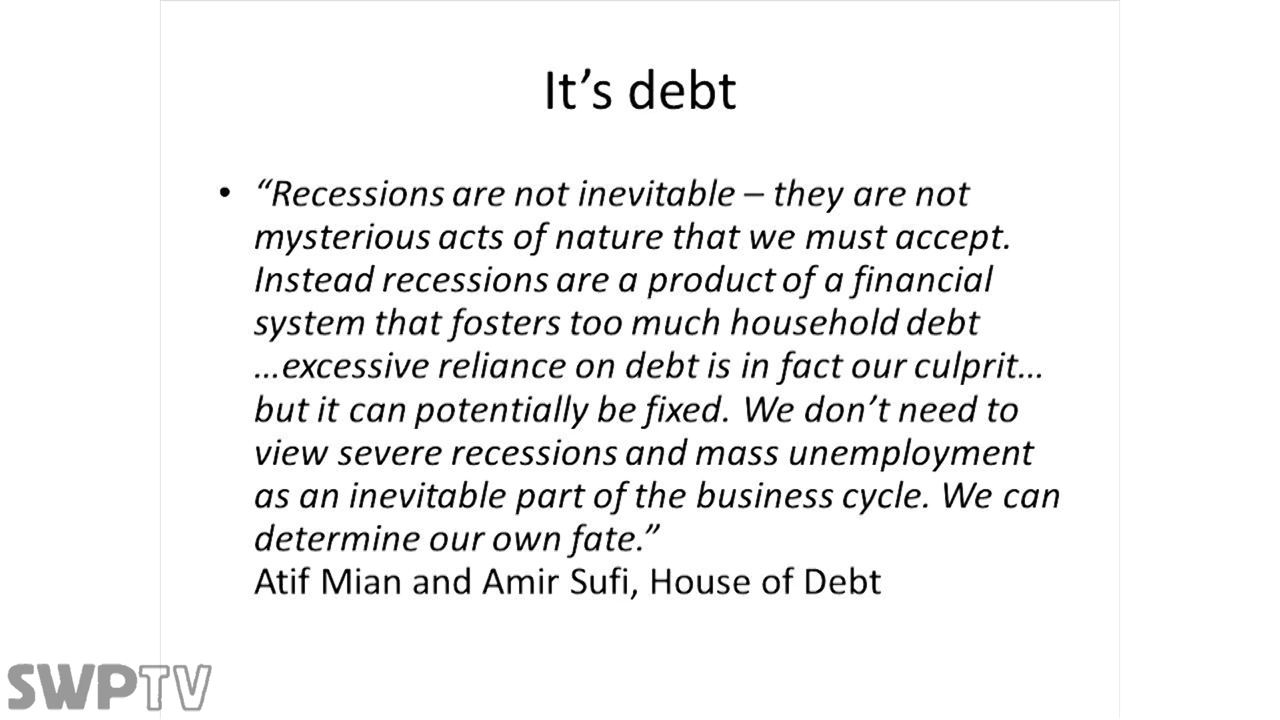 It’s debt
• “Recessions are not inevitable – they are not
mysterious acts of nature that we must accept.
Instead recessions are a product of a financial
system that fosters too much household debt
…excessive reliance on debt is in fact our culprit…
but it can potentially be fixed. We don’t need to
view severe recessions and mass unemployment
as an inevitable part of the business cycle. We can
determine our own fate.”
Atif Mian and Amir Sufi, House of Debt
SWPTV